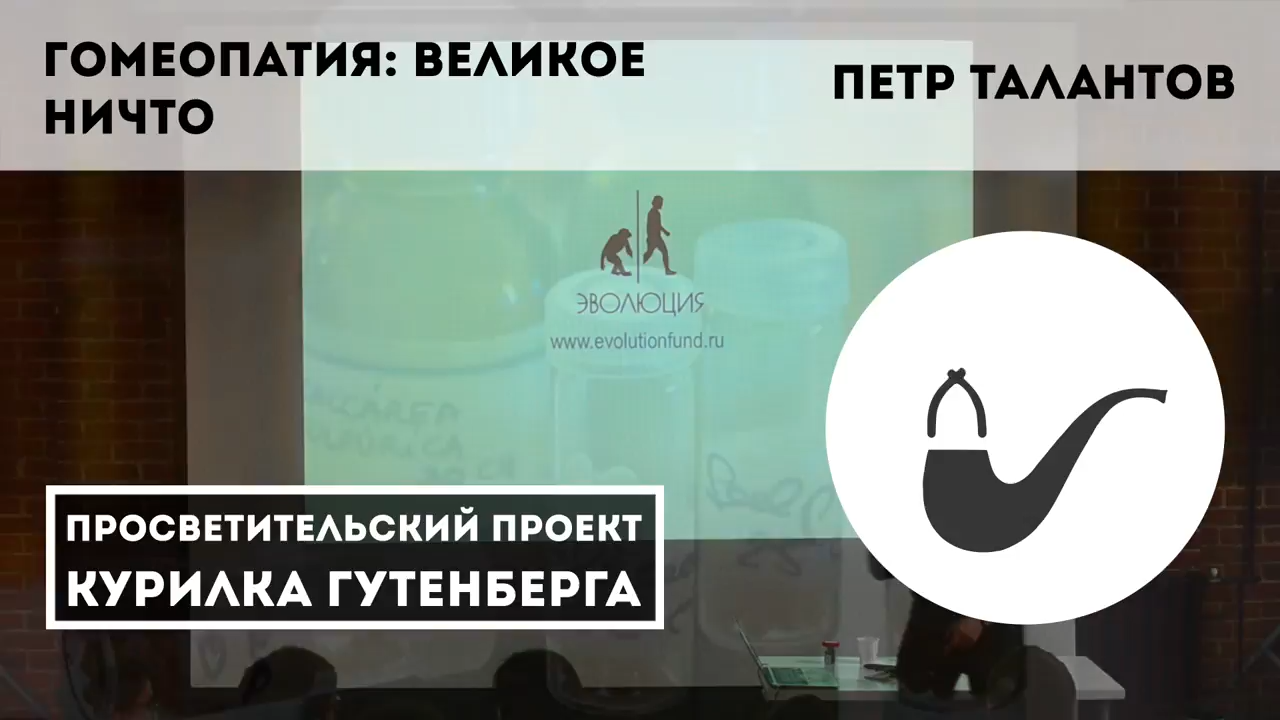 ГОМЕОПАТИЯ: ВЕЛИКОЕ
НИЧТО
ПЕТР ТАЛАНТОВ
ЭВОЛЮЦИЯ
www.evolutionfund.ru
ПРОСВЕТИТЕЛЬСКИЙ ПРОЕКТ
КУРИЛКА ГУТЕНБЕРГА